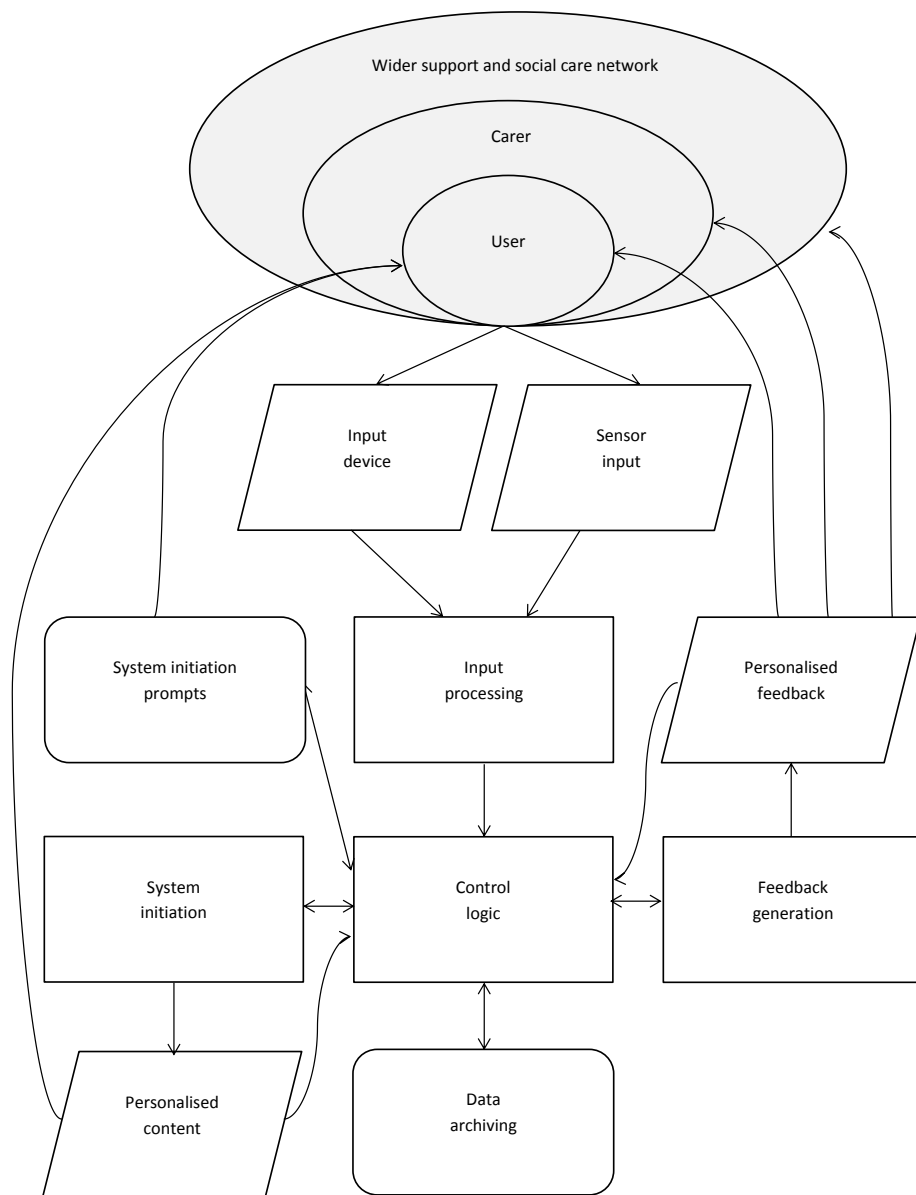 Wider support and social care network
Carer
User
Input
device
Sensor
input
System initiation
prompts
Input
processing
Personalised
feedback
System
initiation
Control
logic
Feedback
generation
Personalised
content
Data
archiving